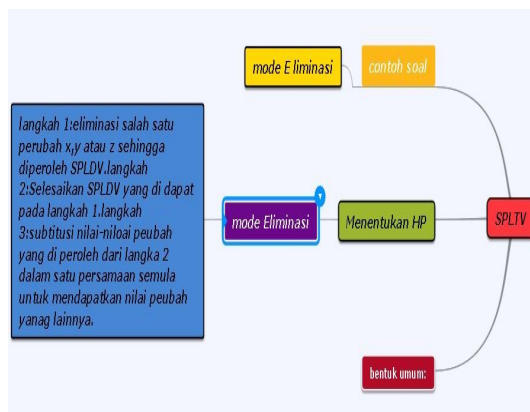 mode E liminasi
contoh soal
langkah 1:eliminasi salah satu
perubah x,y atau z sehingga
diperoleh SPLDV.langkah
2:Selesaikan SPLDV yang di dapat
pada langkah 1.langkah
3:subtitusi nilai-niloai peubah
yang di peroleh dari langka 2
dalam satu persamaan semula
untuk mendapatkan nilai peubah
yanag lainnya.
mode Eliminasi
Menentukan HP
SPLTV
bentuk umum: